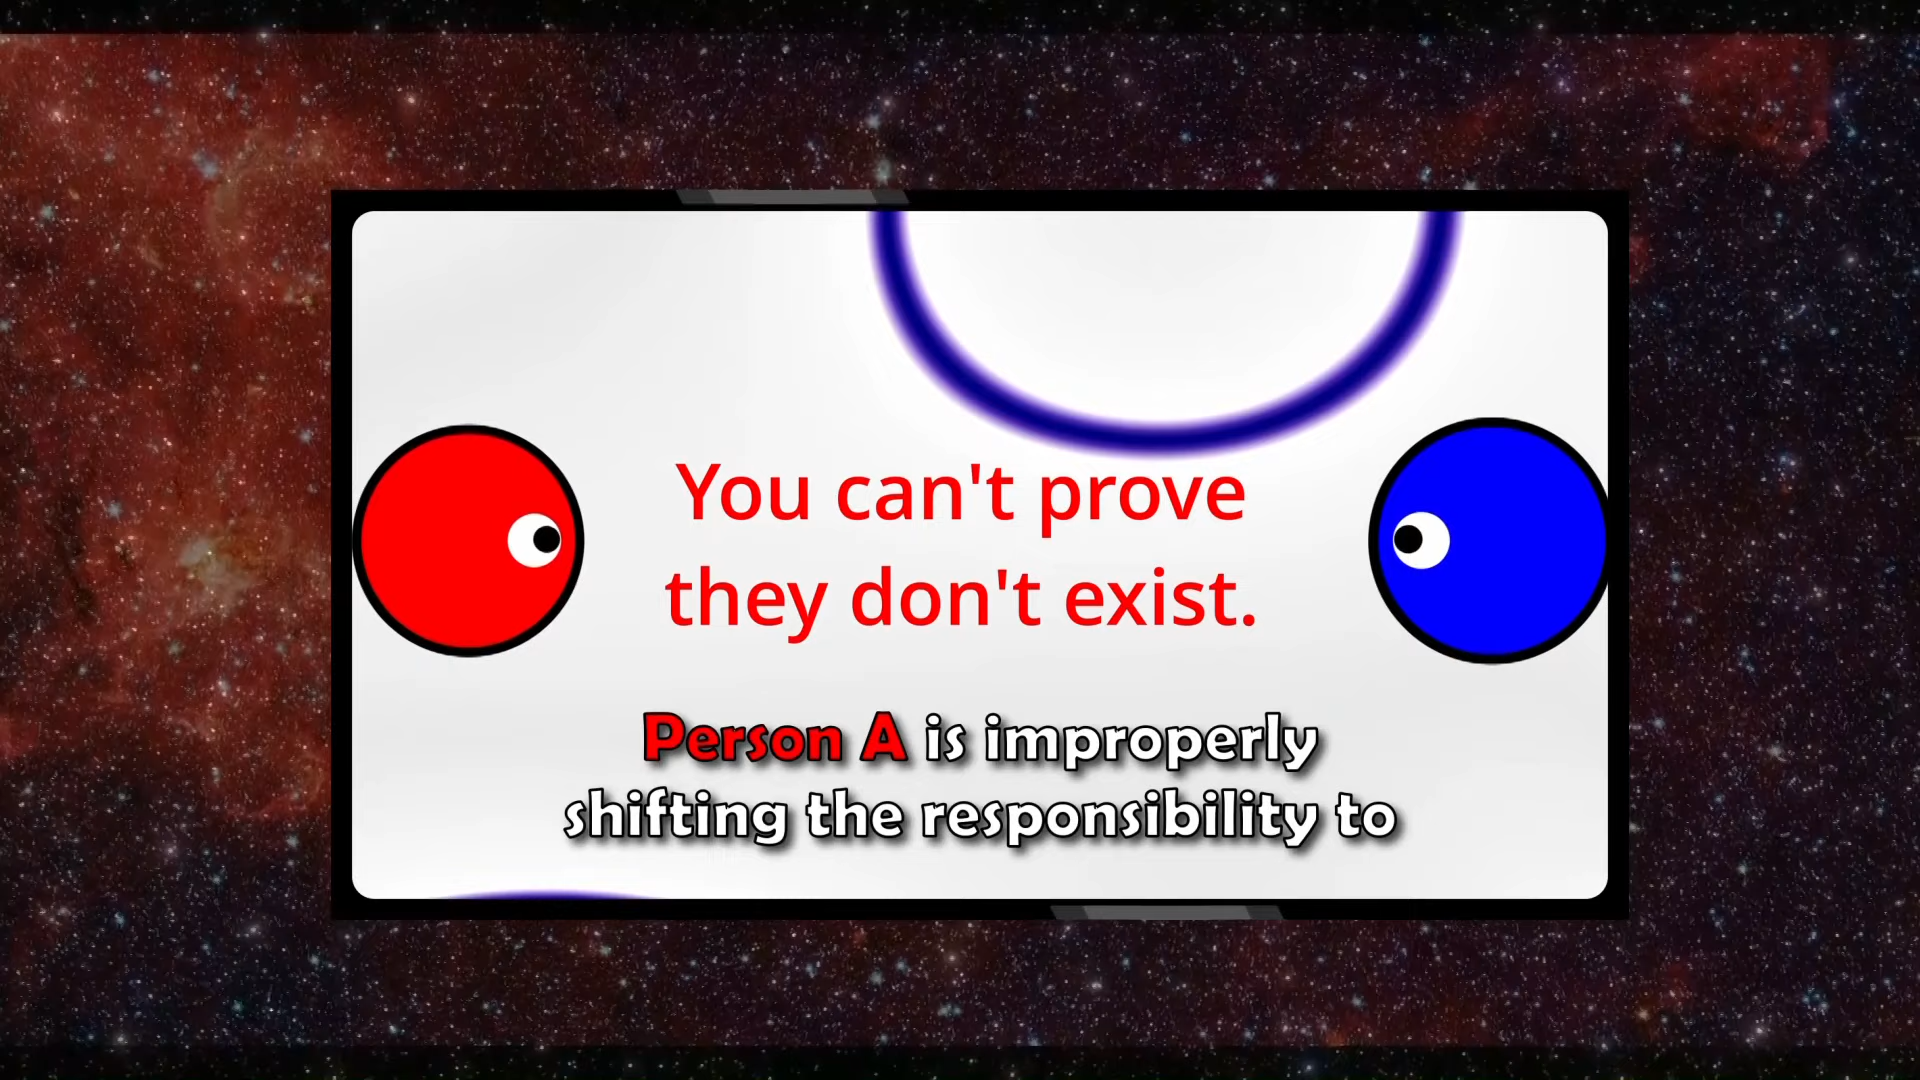 You can't prove
they don't exist.
Person A is improperly
shifting the responsibility to